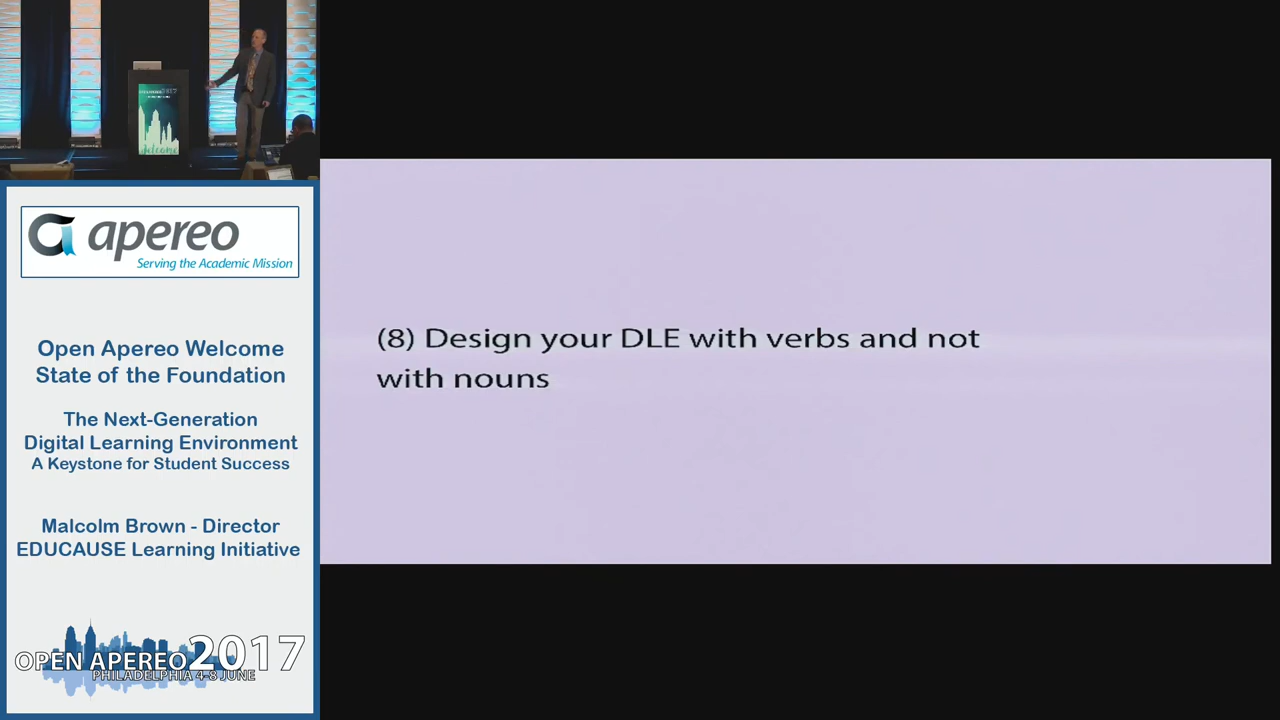 apereo
Serving the Academic Mission
Open Apereo Welcome
State of the Foundation
The Next-Generation
Digital Learning Environment
A Keystone for Student Success
Malcolm Brown - Director
EDUCAUSE Learning Initiative
OPEN APEREO 2017
PHILADELPHIA 4-8 JUNE
(8) Design your DLE with verbs and not
with nouns